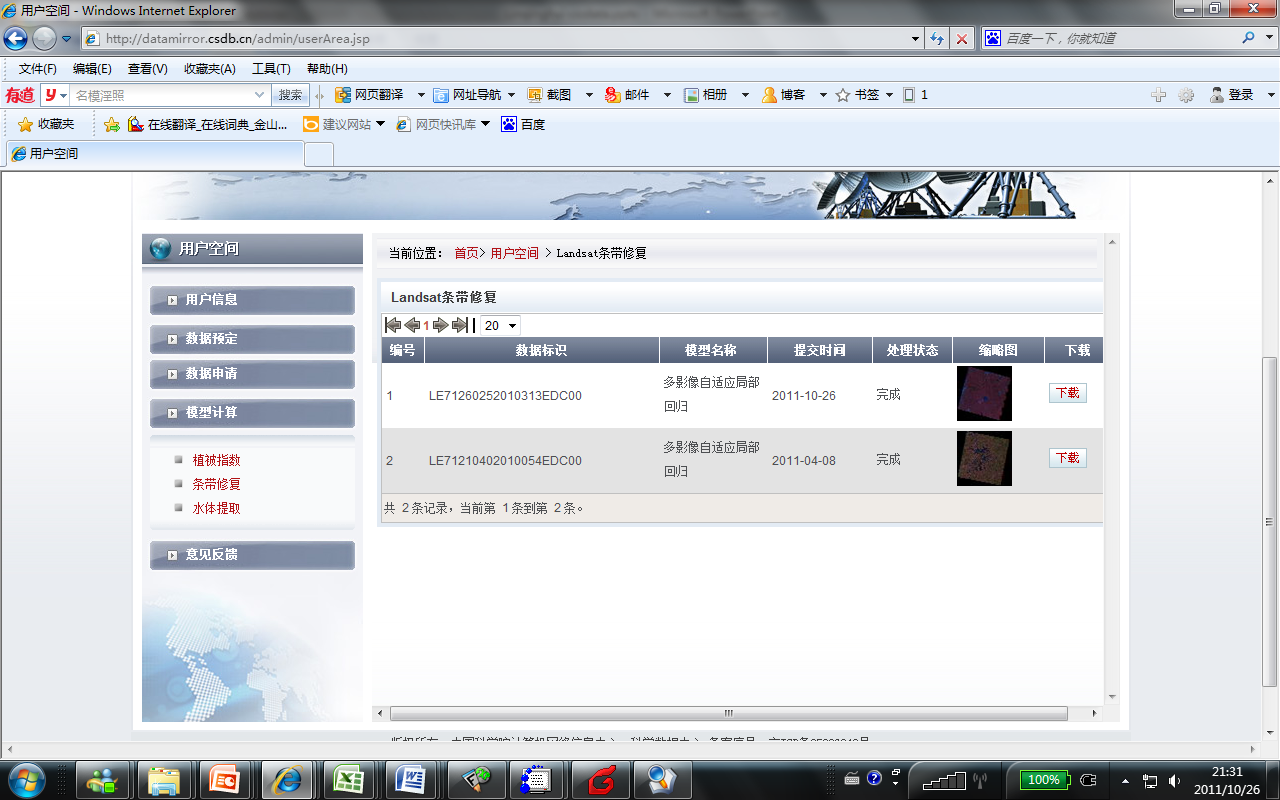 用户空间 - Windows Internet Explorer
http://datamirror.csdb.cn/admin/userArea.jsp
百度一下，你就知道
文件(F) 编辑(E) 查看(V) 收藏夹(A) 工具(T) 帮助(H)
有道 y 名模淫照 搜索 网页翻译 网址导航 截图 邮件 相册 博客 书签 1 登录
收藏夹 在线翻译_在线词典_金山... 建议网站 网页快讯库 百度
用户空间
用户空间
当前位置： 首页> 用户空间 > Landsat条带修复
用户信息
数据预定
数据申请
模型计算
植被指数
条带修复
水体提取
意见反馈
Landsat条带修复
1 20
编号 数据标识 模型名称 提交时间 处理状态 缩略图 下载
1 LE71260252010313EDC00 多影像自适应局部回归 2011-10-26 完成 下载
2 LE71210402010054EDC00 多影像自适应局部回归 2011-04-08 完成 下载
共 2 条记录，当前第 1 条到第 2 条。
100%
21:31
2011/10/26